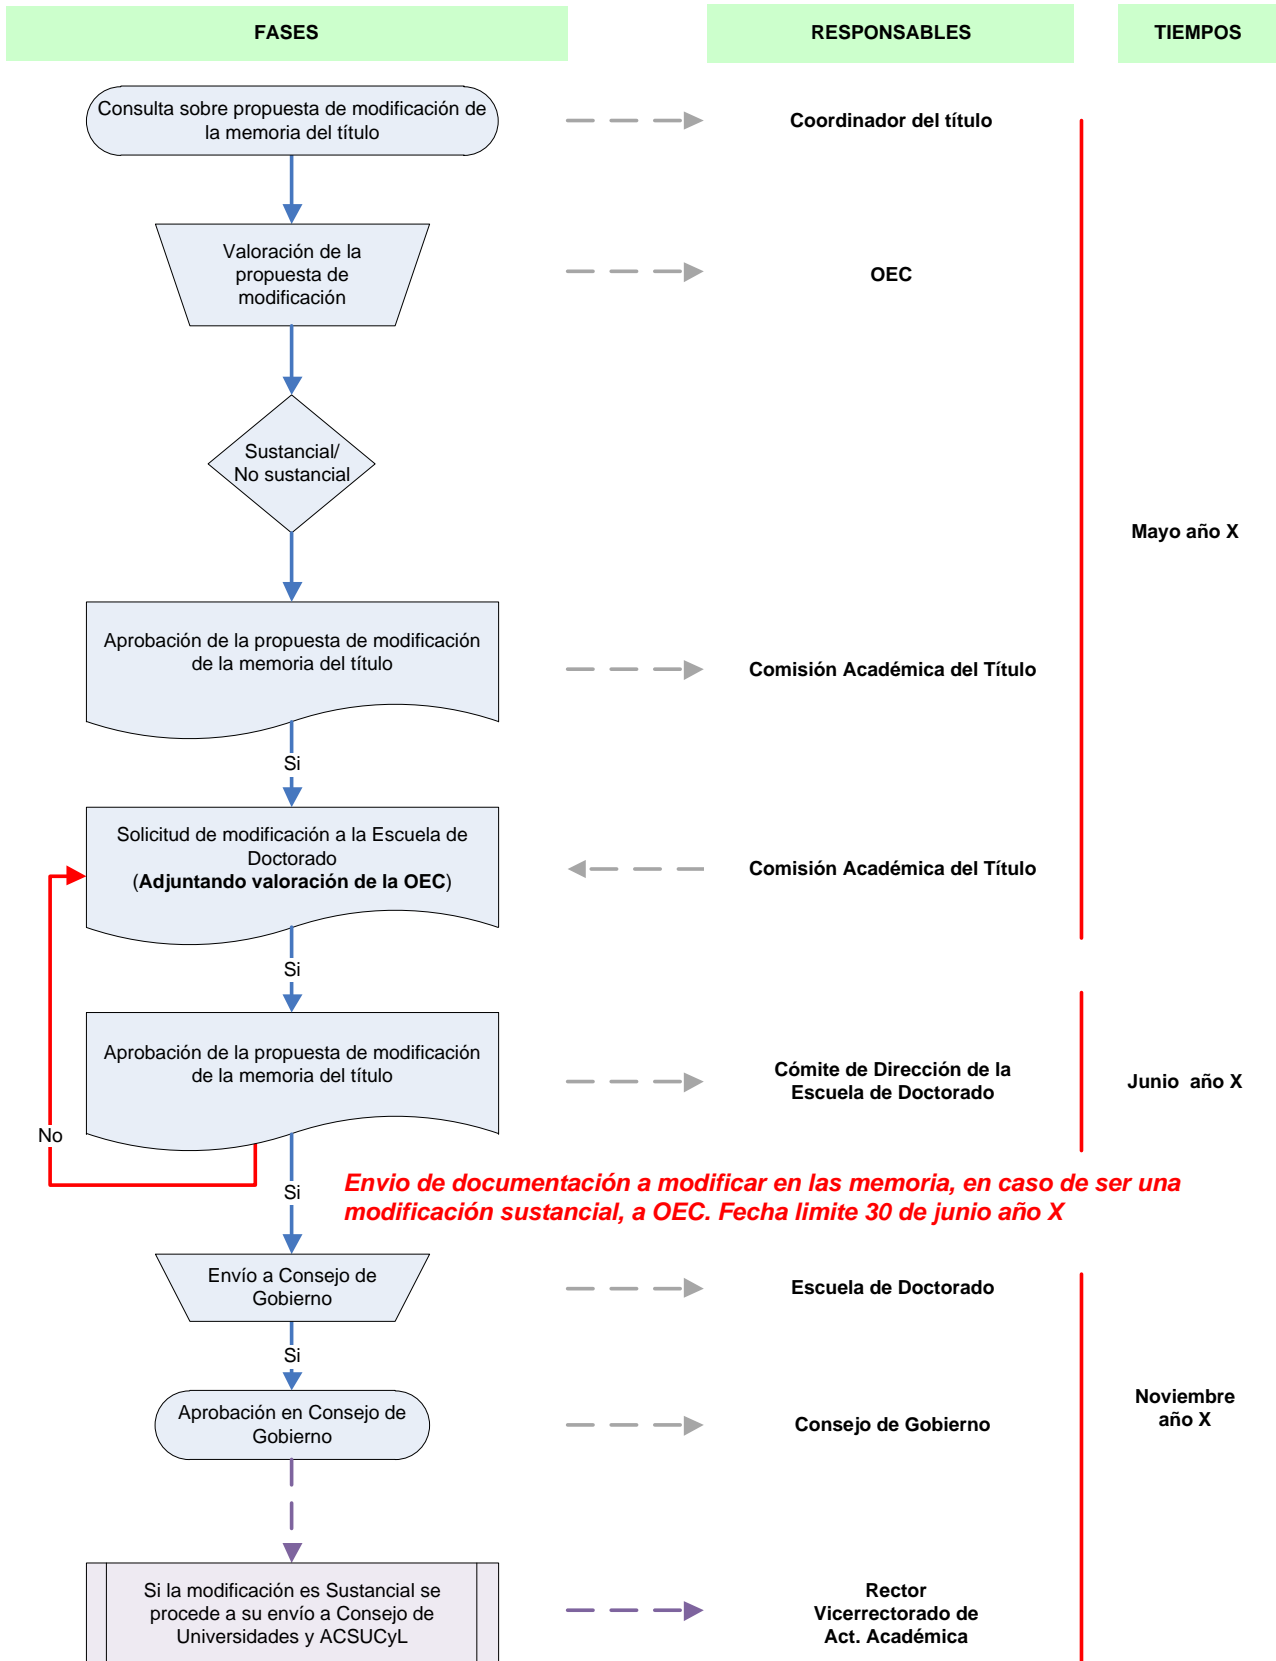 FASES
RESPONSABLES
TIEMPOS
Consulta sobre propuesta de modificación de
la memoria del título
Coordinador del título
Valoración de la
propuesta de
modificación
OEC
Sustancial/
No sustancial
Mayo año X
Aprobación de la propuesta de modificación
de la memoria del título
Comisión Académica del Título
Si
Solicitud de modificación a la Escuela de
Doctorado
(Adjuntando valoración de la OEC)
Comisión Académica del Título
Si
Aprobación de la propuesta de modificación
de la memoria del título
Cómite de Dirección de la
Escuela de Doctorado
Junio año X
No
Si
Envio de documentación a modificar en las memoria, en caso de ser una
modificación sustancial, a OEC. Fecha limite 30 de junio año X
Envío a Consejo de
Gobierno
Escuela de Doctorado
Si
Aprobación en Consejo de
Gobierno
Consejo de Gobierno
Noviembre
año X
Si la modificación es Sustancial se
procede a su envío a Consejo de
Universidades y ACSUCyL
Rector
Vicerrectorado de
Act. Académica